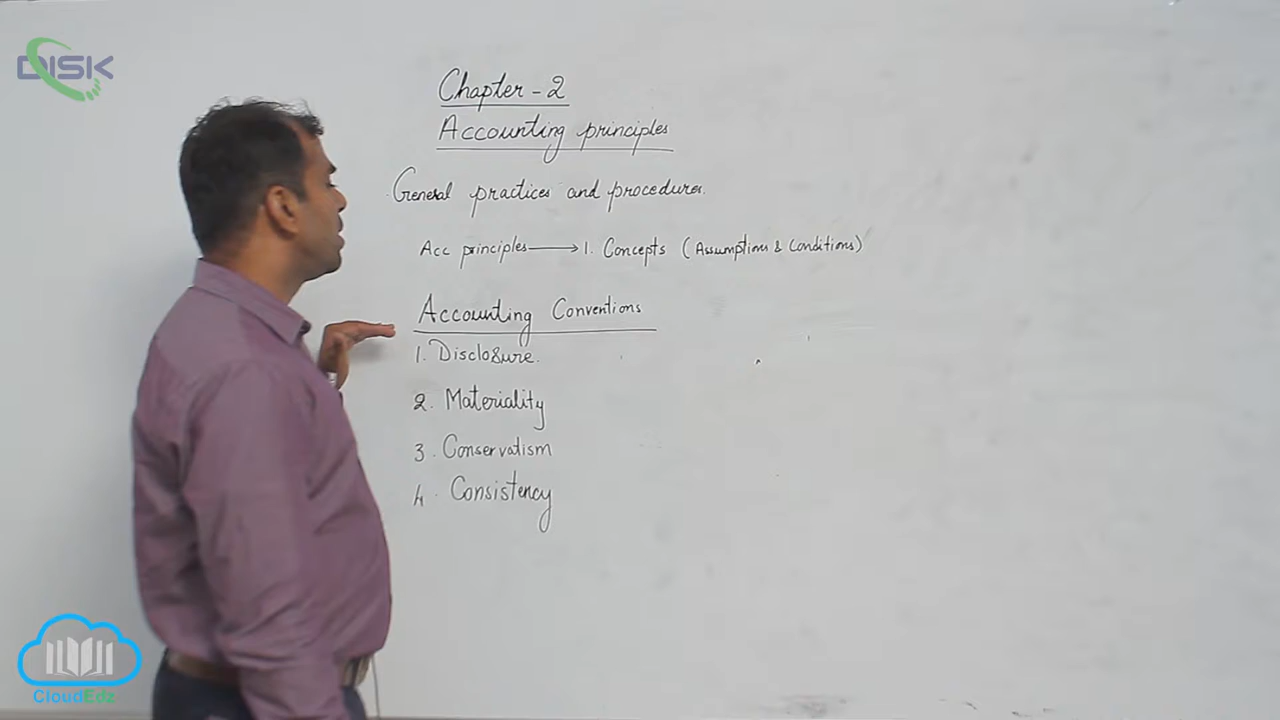 DISK
Chapter - 2
Accounting principles
General practices and procedures.
Acc principles → 1. Concepts (Assumptions & Conditions)
Accounting Conventions
1. Disclosure.
2. Materiality
3. Conservatism
4. Consistency
CloudEdz